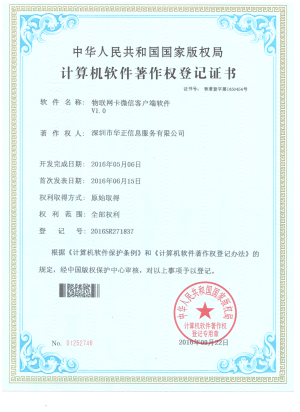 中华人民共和国国家版权局
计算机软件著作权登记证书
证书号：软著登字第1450454号
软件名称：物联网卡微信客户端软件
V1.0
著作权人：深圳市华正信息服务有限公司
开发完成日期：2016年05月06日
首次发表日期：2016年06月15日
权利取得方式：原始取得
权利范围：全部权利
登记号：2016SR271837
根据《计算机软件保护条例》和《计算机软件著作权登记办法》的
规定，经中国版权保护中心审核，对以上事项予以登记。
中华人民共和国国家版权局
计算机软件著作权
登记专用章
No.
2016年09月22日